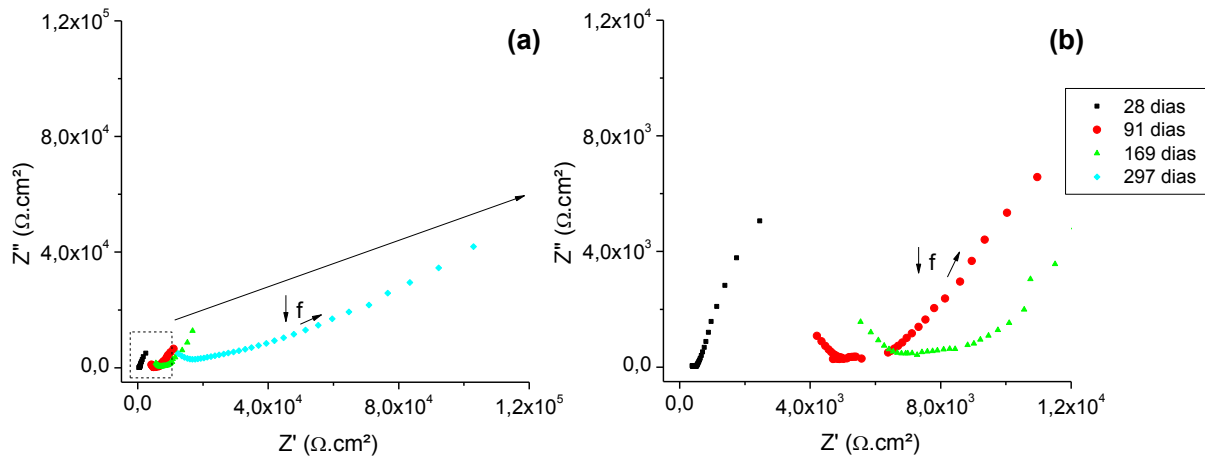 (a)
1,2x10⁵
8,0x10⁴
4,0x10⁴
0,0
Z'' (Ω.cm²)
f
0,0
4,0x10⁴
8,0x10⁴
1,2x10⁵
Z' (Ω.cm²)
(b)
1,2x10⁴
8,0x10³
4,0x10³
0,0
Z'' (Ω.cm²)
f
0,0
4,0x10³
8,0x10³
1,2x10⁴
Z' (Ω.cm²)
28 dias
91 dias
169 dias
297 dias